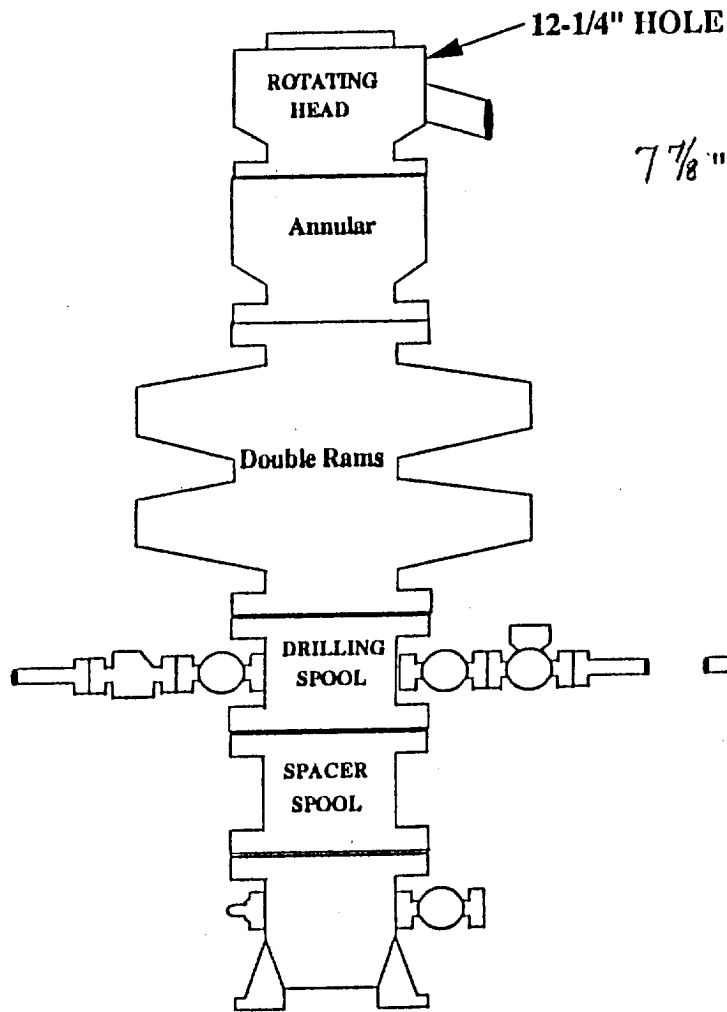 12-1/4" HOLE
ROTATING
HEAD
7 7/8"
Annular
Double Rams
DRILLING
SPOOL
SPACER
SPOOL